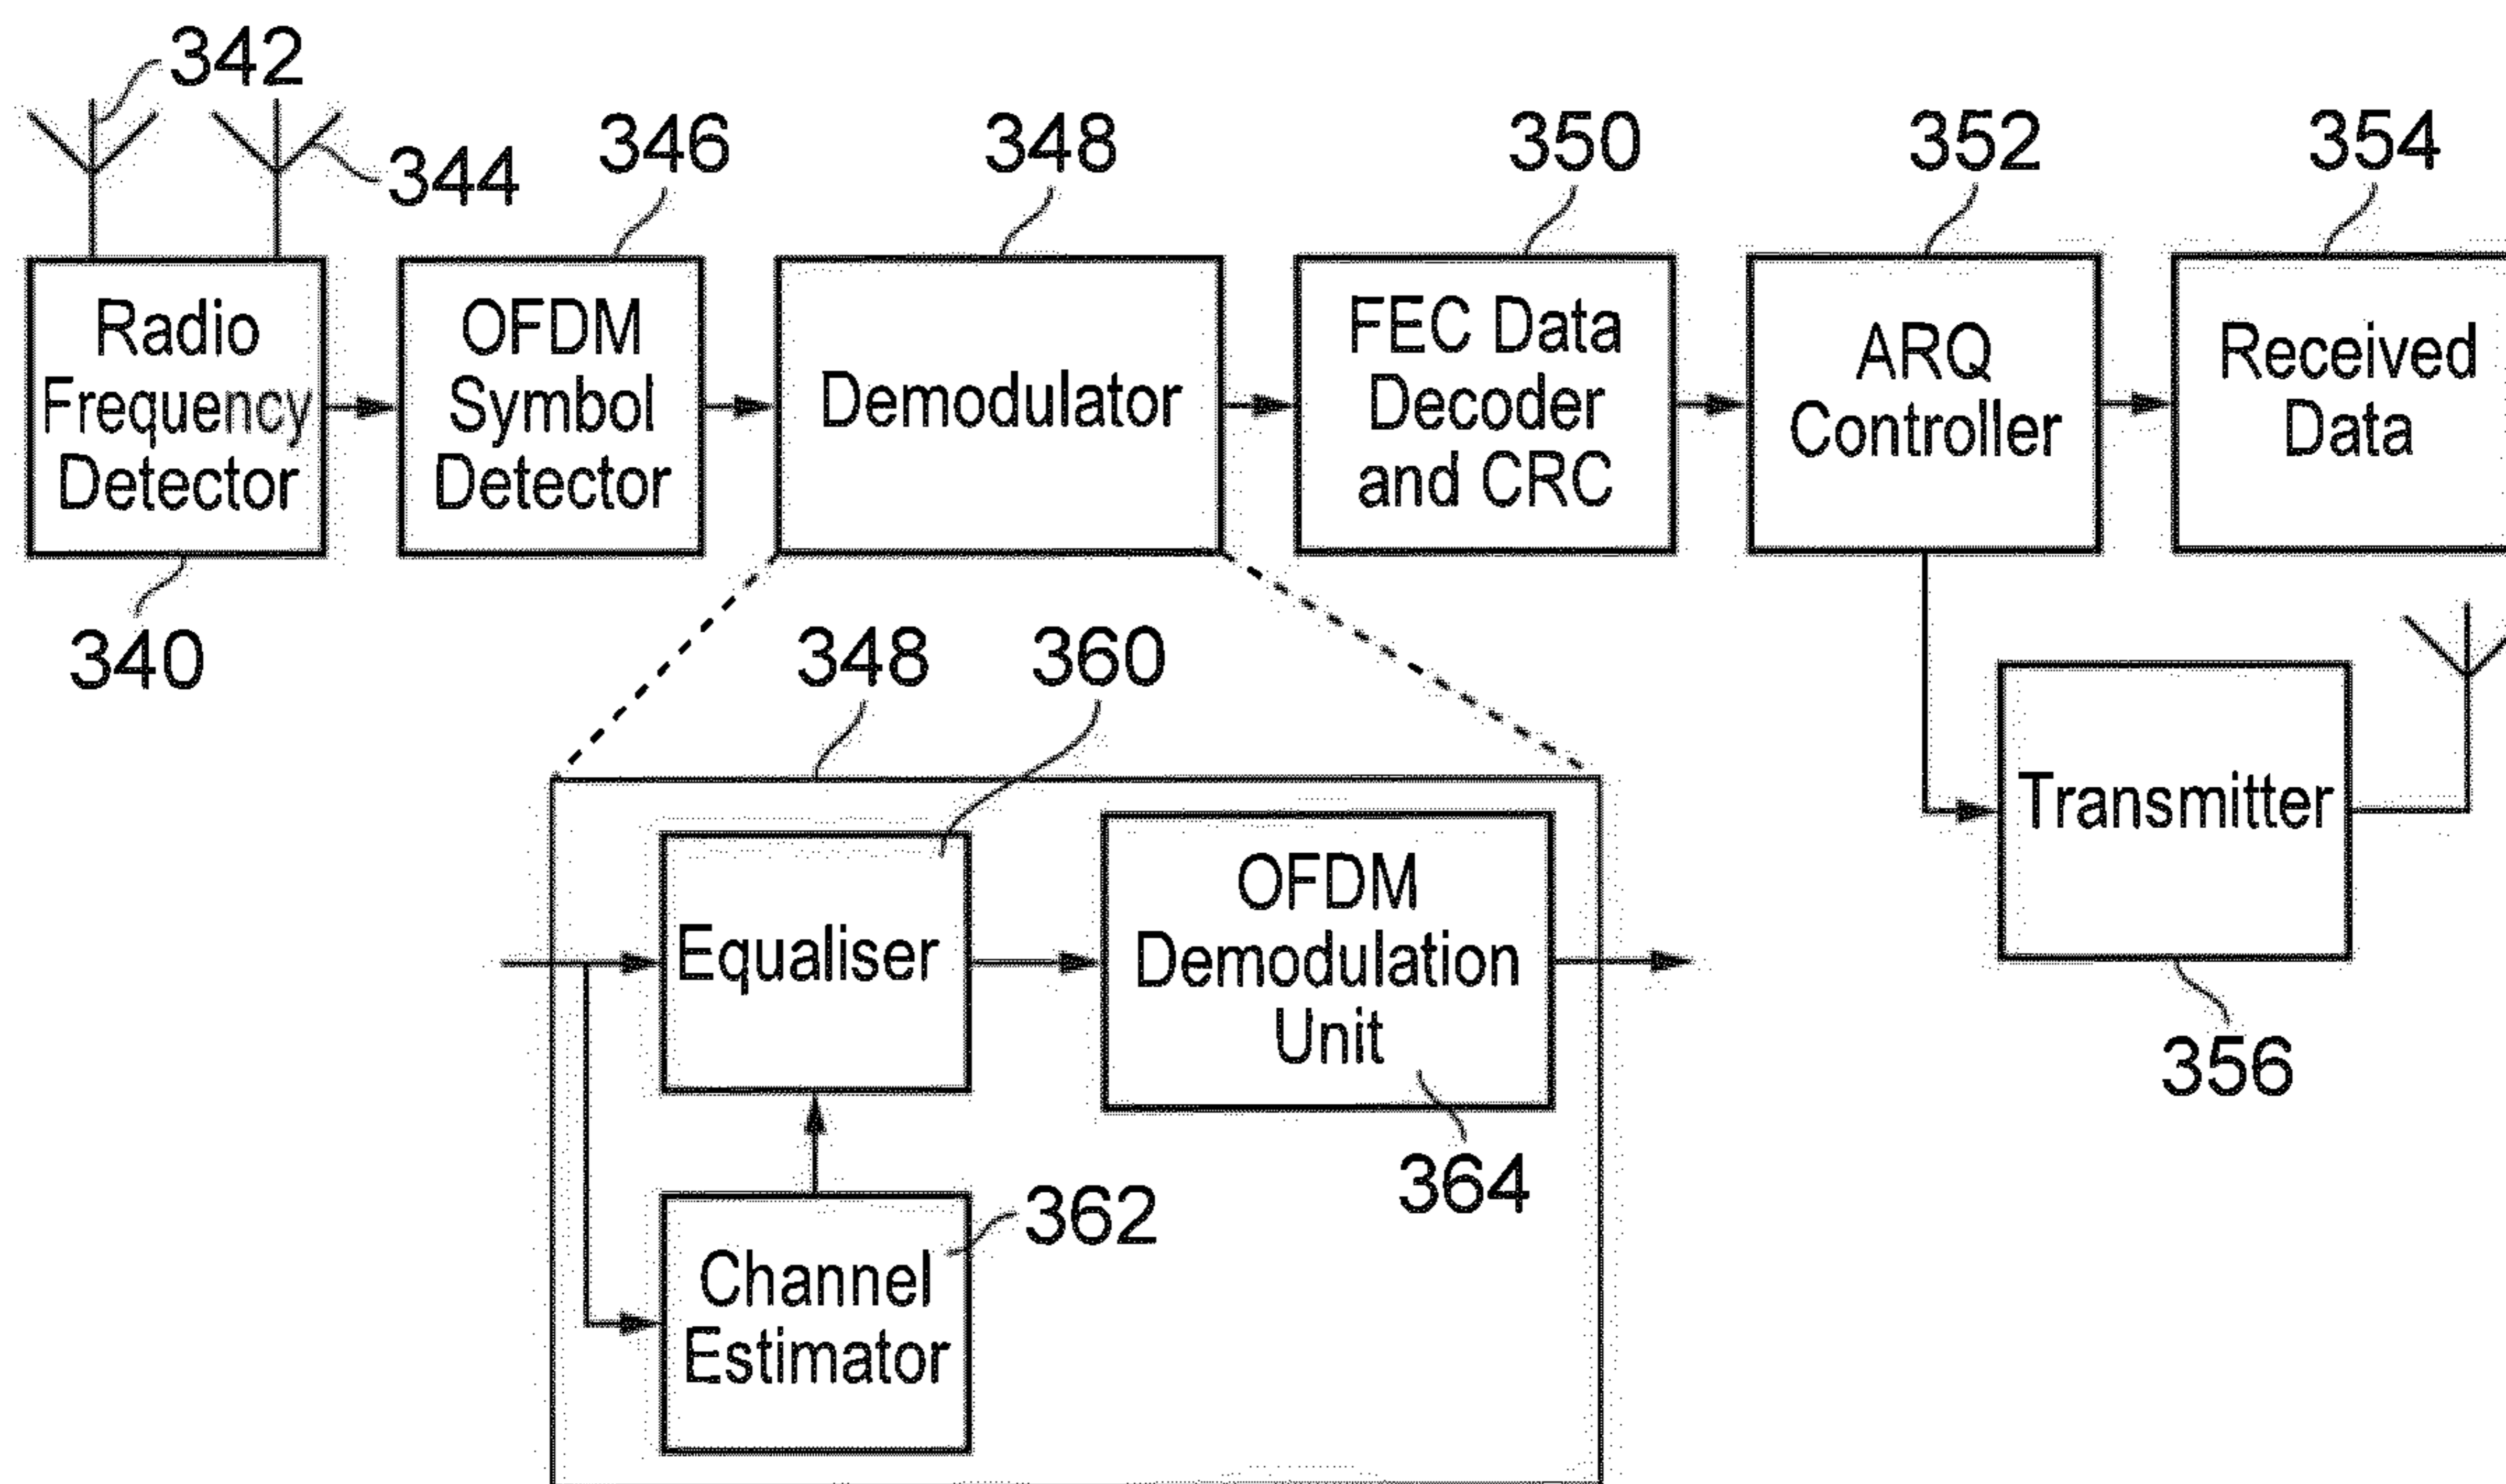 342
344
346
348
350
352
354
Radio
Frequency
Detector
OFDM
Symbol
Detector
Demodulator
FEC Data
Decoder
and CRC
ARQ
Controller
Received
Data
340
348
360
Equaliser
OFDM
Demodulation
Unit
364
Channel
Estimator
362
Transmitter
356